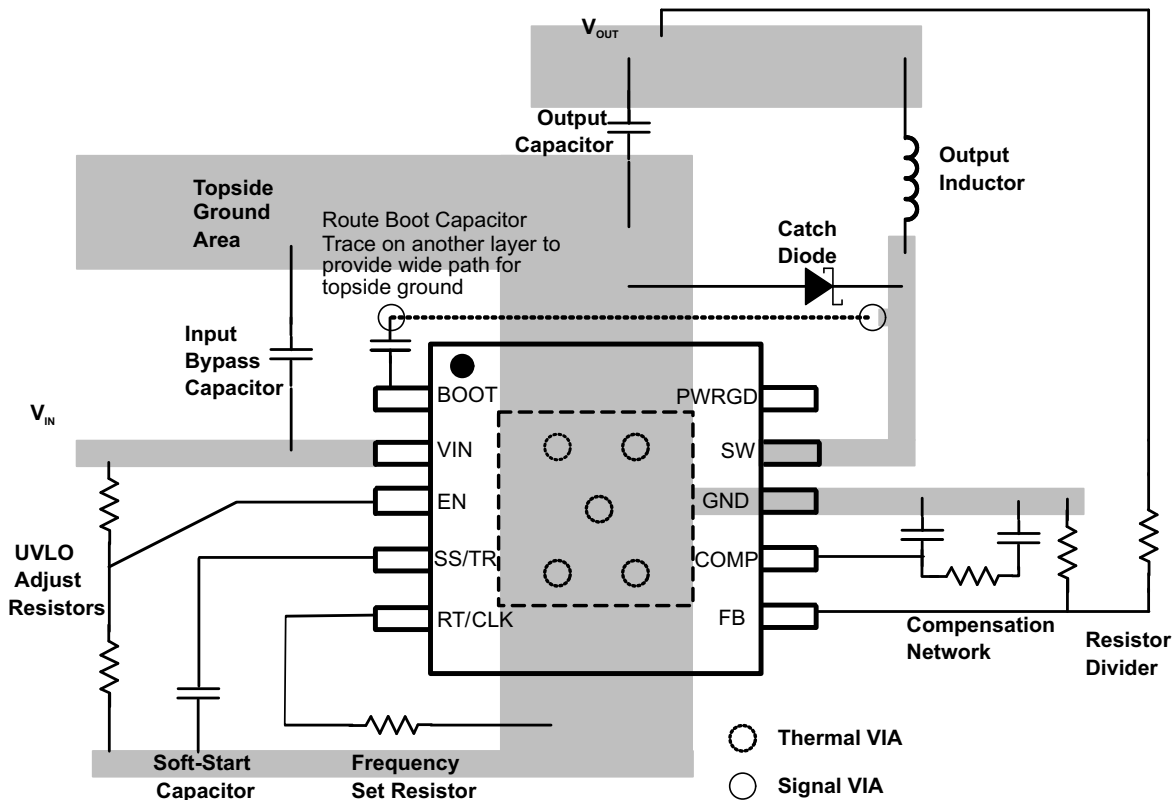 VOUT
Output
Capacitor
Output
Inductor
Topside
Ground
Area
Route Boot Capacitor
Trace on another layer to
provide wide path for
topside ground
Catch
Diode
Input
Bypass
Capacitor
VIN
BOOT
VIN
EN
SS/TR
RT/CLK
PWRGD
SW
GND
COMP
FB
UVLO
Adjust
Resistors
Compensation
Network
Resistor
Divider
Soft-Start
Capacitor
Frequency
Set Resistor
Thermal VIA
Signal VIA